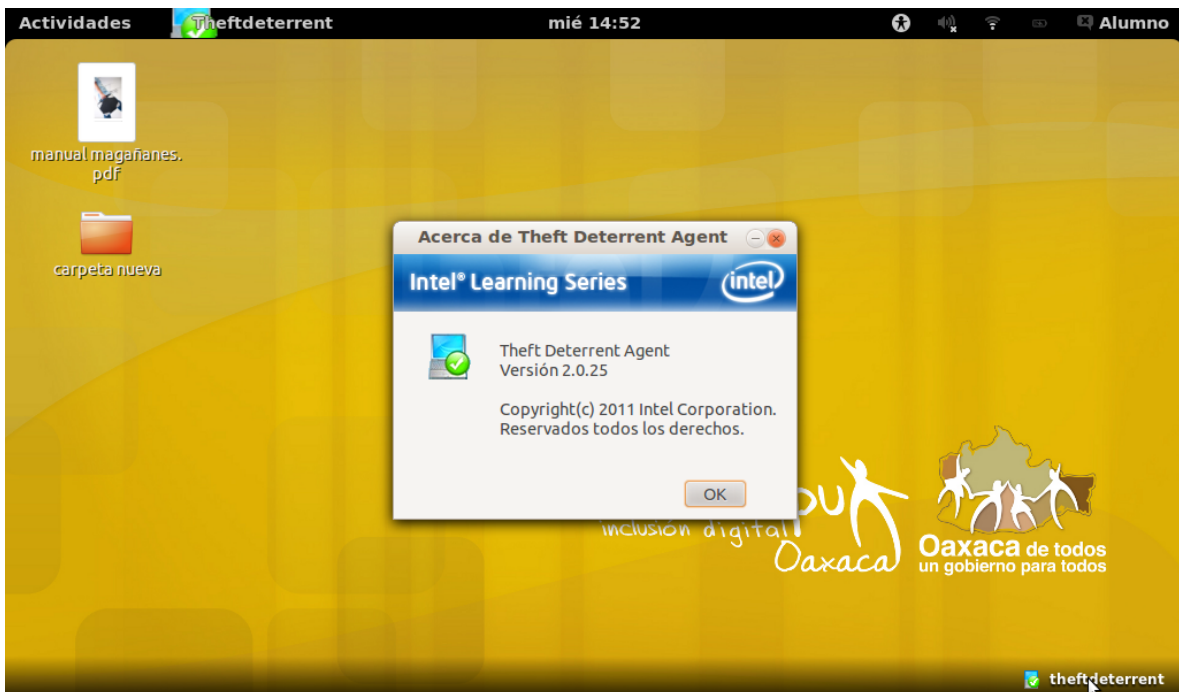 Actividades Theftdeterrent mié 14:52 Alumno
manual magañanes.
pdf
carpeta nueva
Acerca de Theft Deterrent Agent
Intel® Learning Series
intel
Theft Deterrent Agent
Versión 2.0.25
Copyright(c) 2011 Intel Corporation.
Reservados todos los derechos.
OK
inclusión digital
Oaxaca
Oaxaca de todos
un gobierno para todos
theftdeterrent